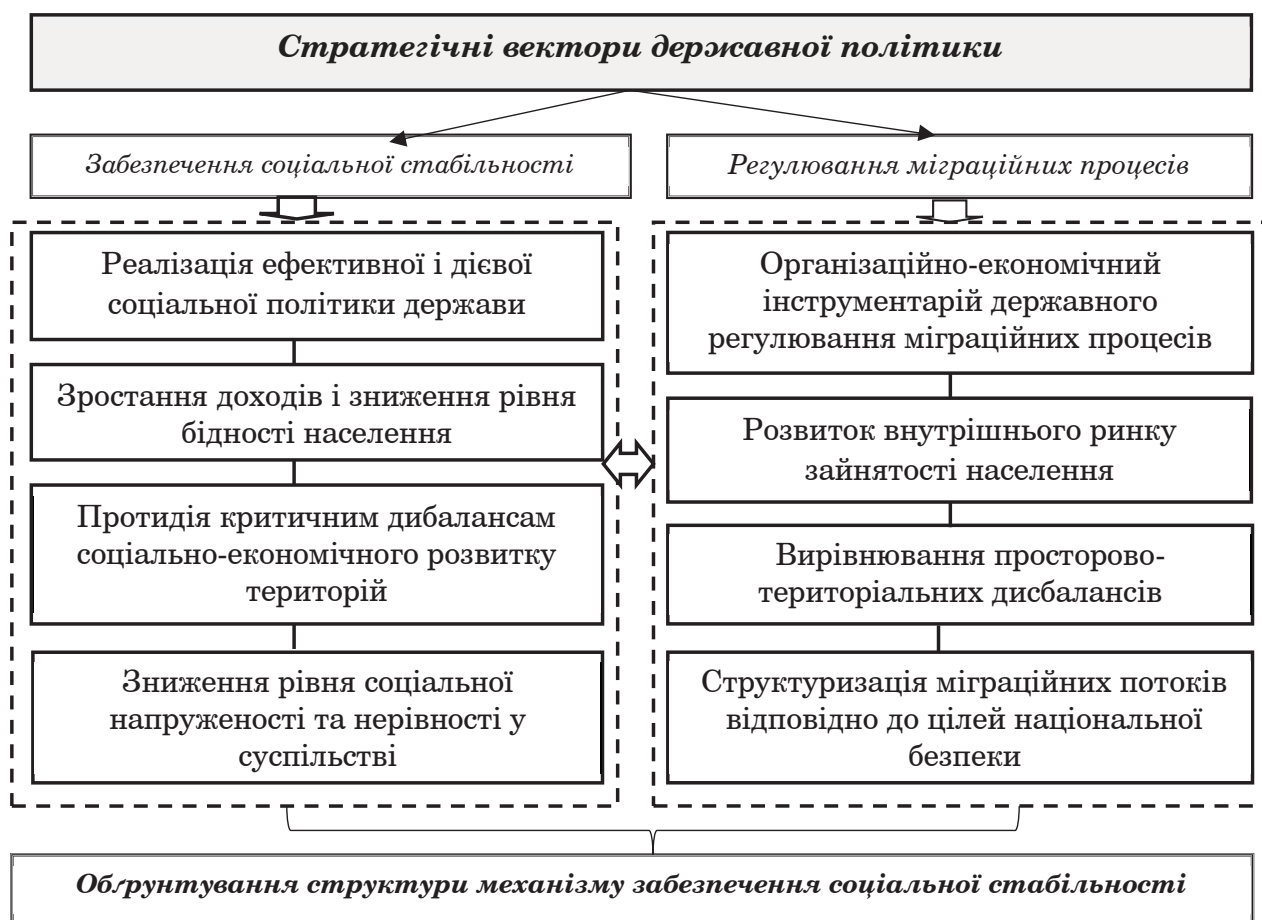 Стратегічні вектори державної політики
Забезпечення соціальної стабільності
Регулювання міграційних процесів
Реалізація ефективної і дієвої
соціальної політики держави
Зростання доходів і зниження рівня
бідності населення
Протидія критичним дибалансам
соціально-економічного розвитку
територій
Зниження рівня соціальної
напруженості та нерівності у
суспільстві
Організаційно-економічний
інструментарій державного
регулювання міграційних процесів
Розвиток внутрішнього ринку
зайнятості населення
Вирівнювання просторово-
територіальних дисбалансів
Структуризація міграційних потоків
відповідно до цілей національної
безпеки
Обґрунтування структури механізму забезпечення соціальної стабільності